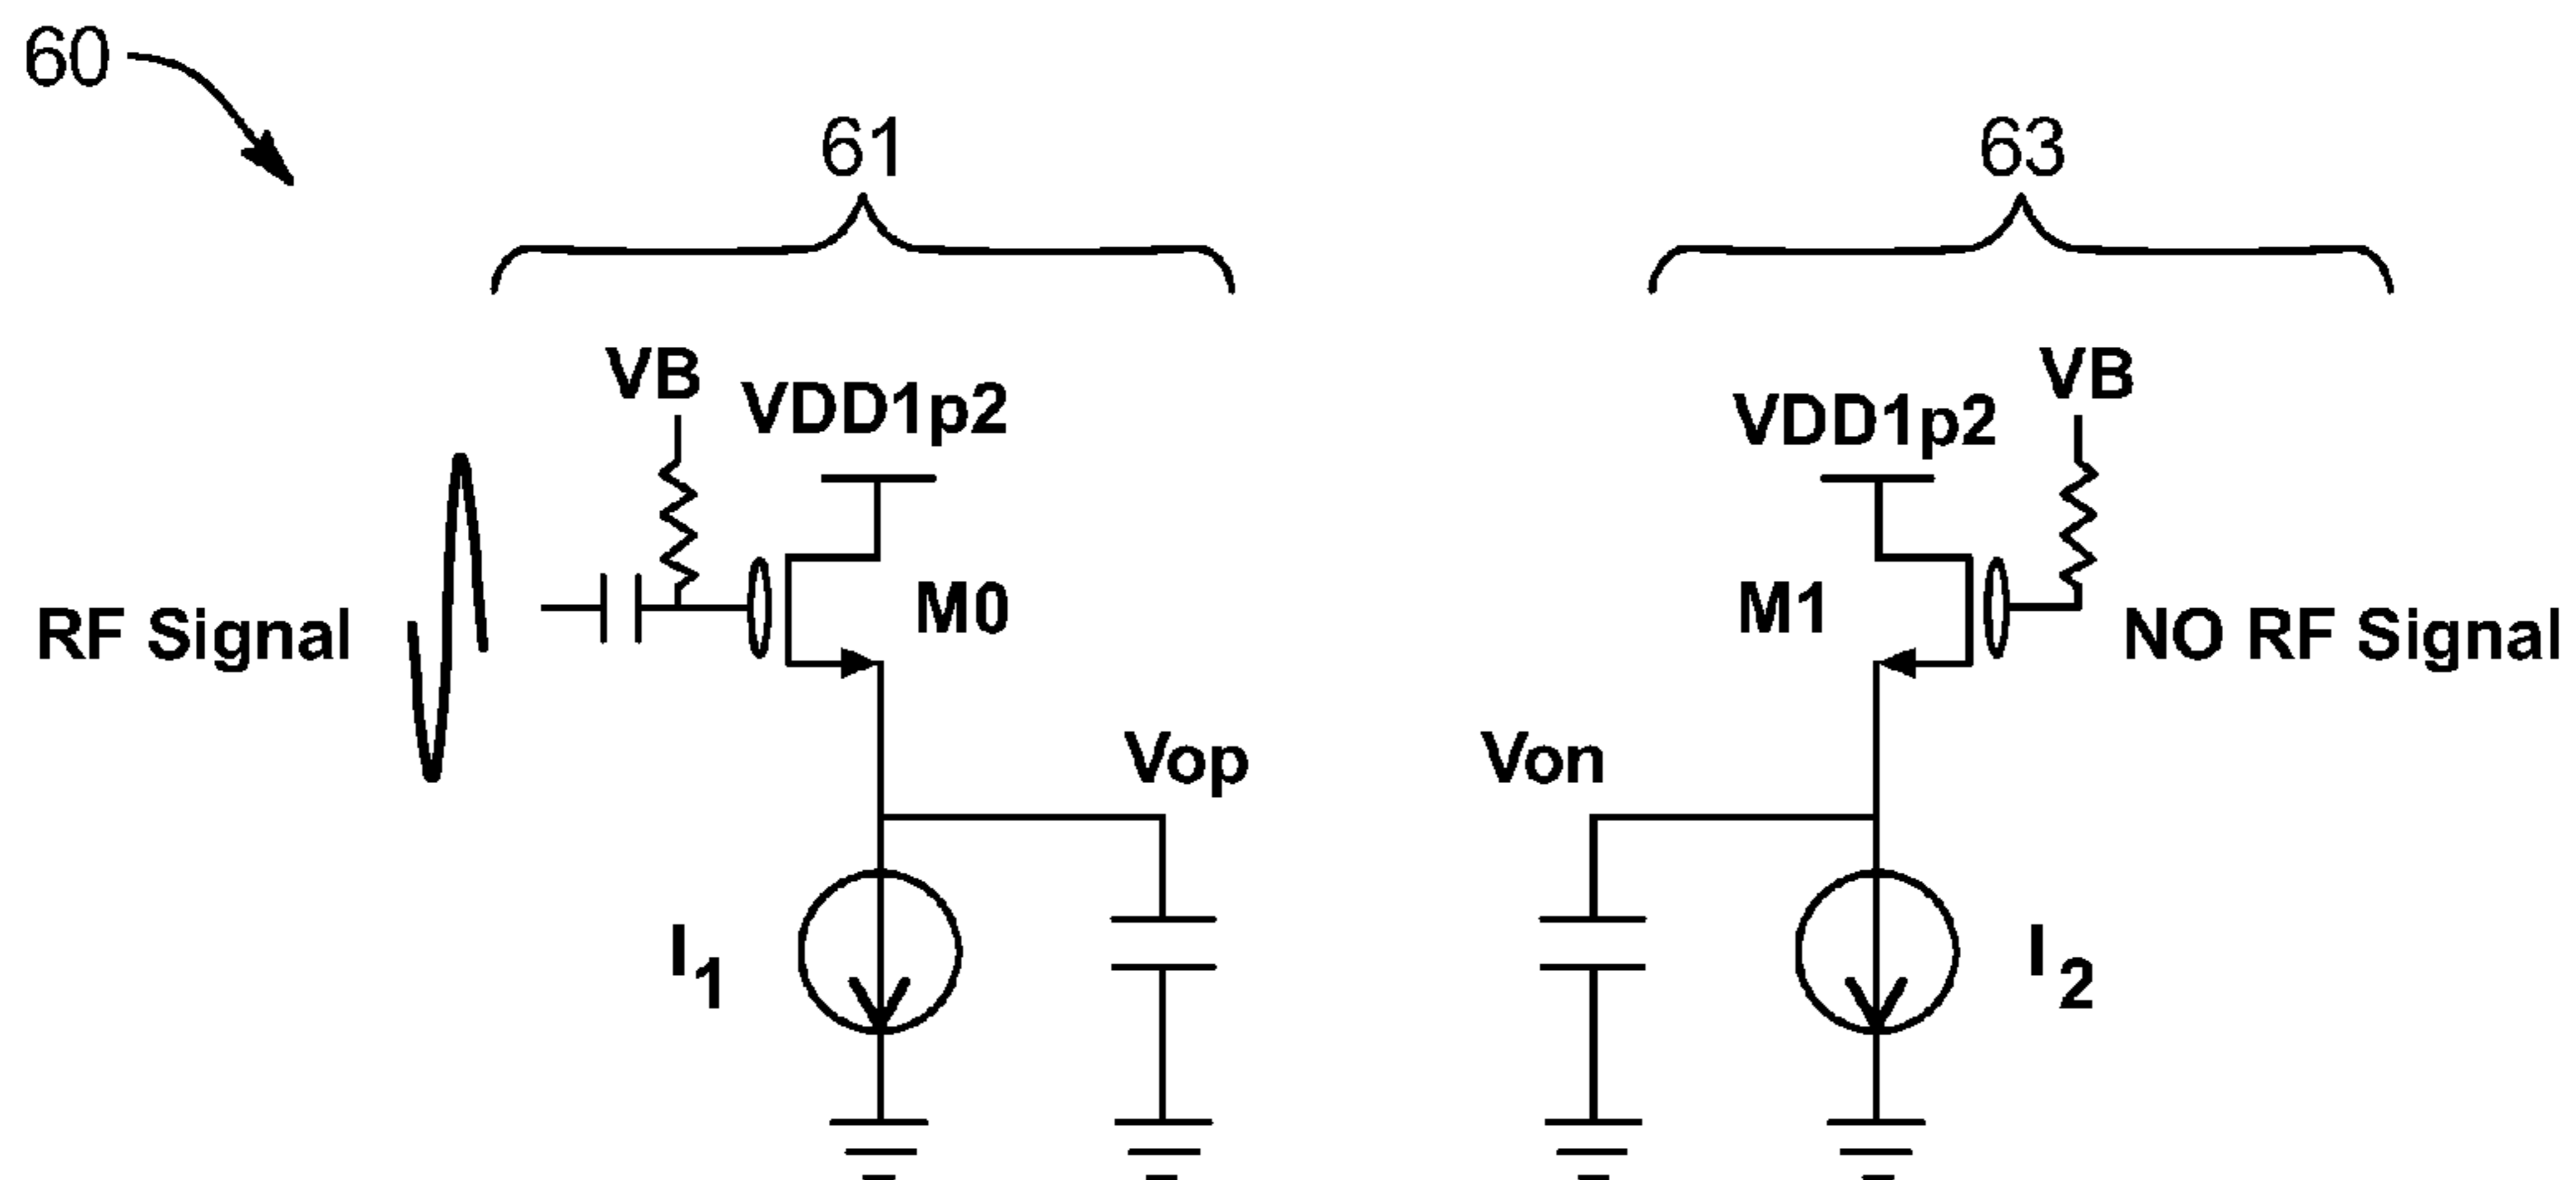 60
61
63
VB
VDD1p2
VDD1p2
VB
RF Signal
M0
M1
NO RF Signal
Vop
Von
I1
I2